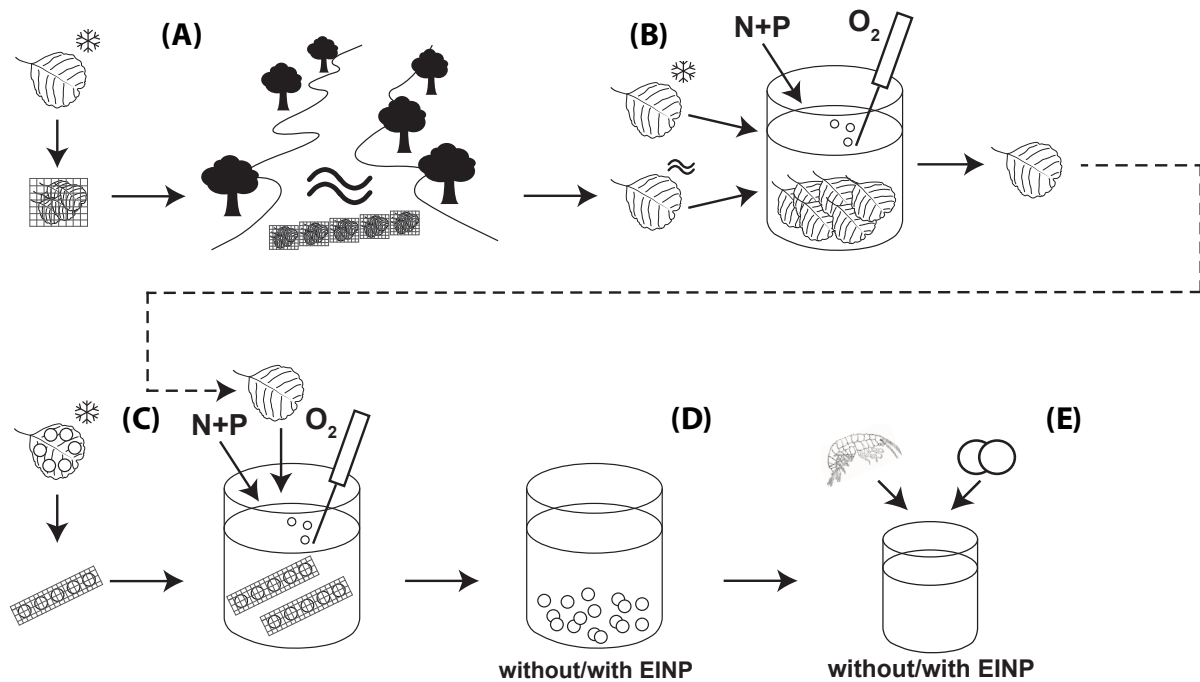 (A)
(B)
N+P
O₂
(C)
N+P
O₂
(D)
(E)
without/with EINP
without/with EINP